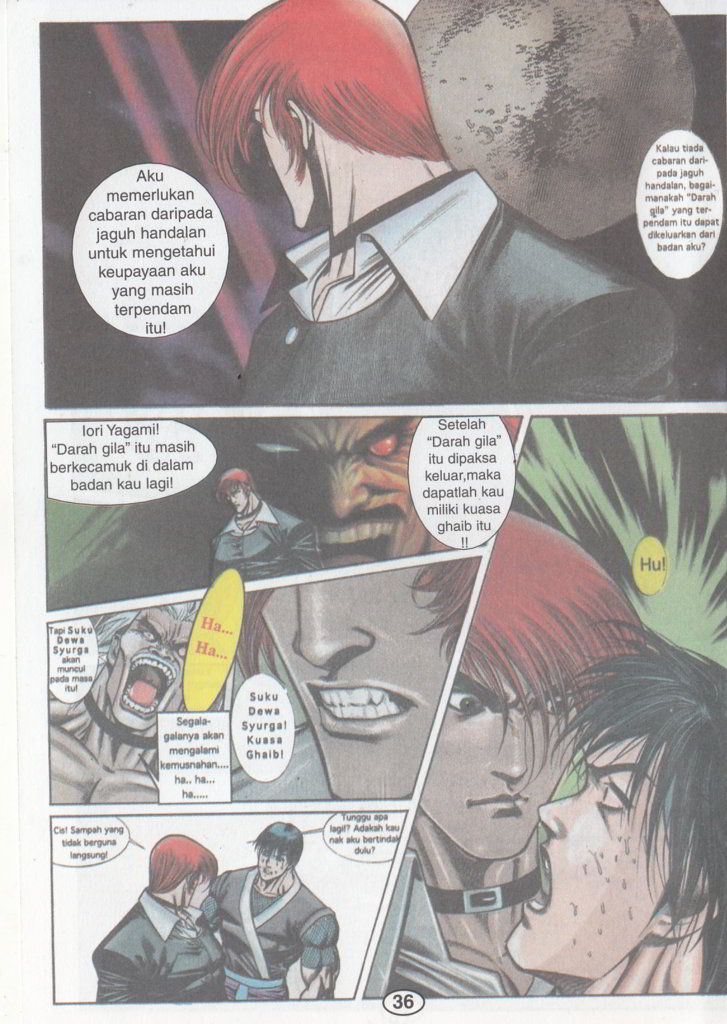 Aku
memerlukan
cabaran daripada
jaguh handalan
untuk mengetahui
keupayaan aku
yang masih
terpendam
itu!
Kalau tiada
cabaran dari-
pada jaguh
handalan, bagai-
manakah "Darah
gila" yang ter-
pendam itu dapat
dikeluarkan dari
badan aku?
Iori Yagami!
"Darah gila" itu masih
berkecamuk di dalam
badan kau lagi!
Setelah
"Darah gila"
itu dipaksa
keluar,maka
dapatlah kau
miliki kuasa
ghaib itu
!!
Hu!
Tapi Suku
Dewa
Syurga
akan
muncul
pada masa
itu!
Ha...
Ha...
Segala-
galanya akan
mengalami
kemusnahan....
ha.. ha...
ha.....
Suku
Dewa
Syurga!
Kuasa
Ghaib!
Cis! Sampah yang
tidak berguna
langsung!
Tunggu apa
lagi!? Adakah kau
nak aku bertindak
dulu?
36